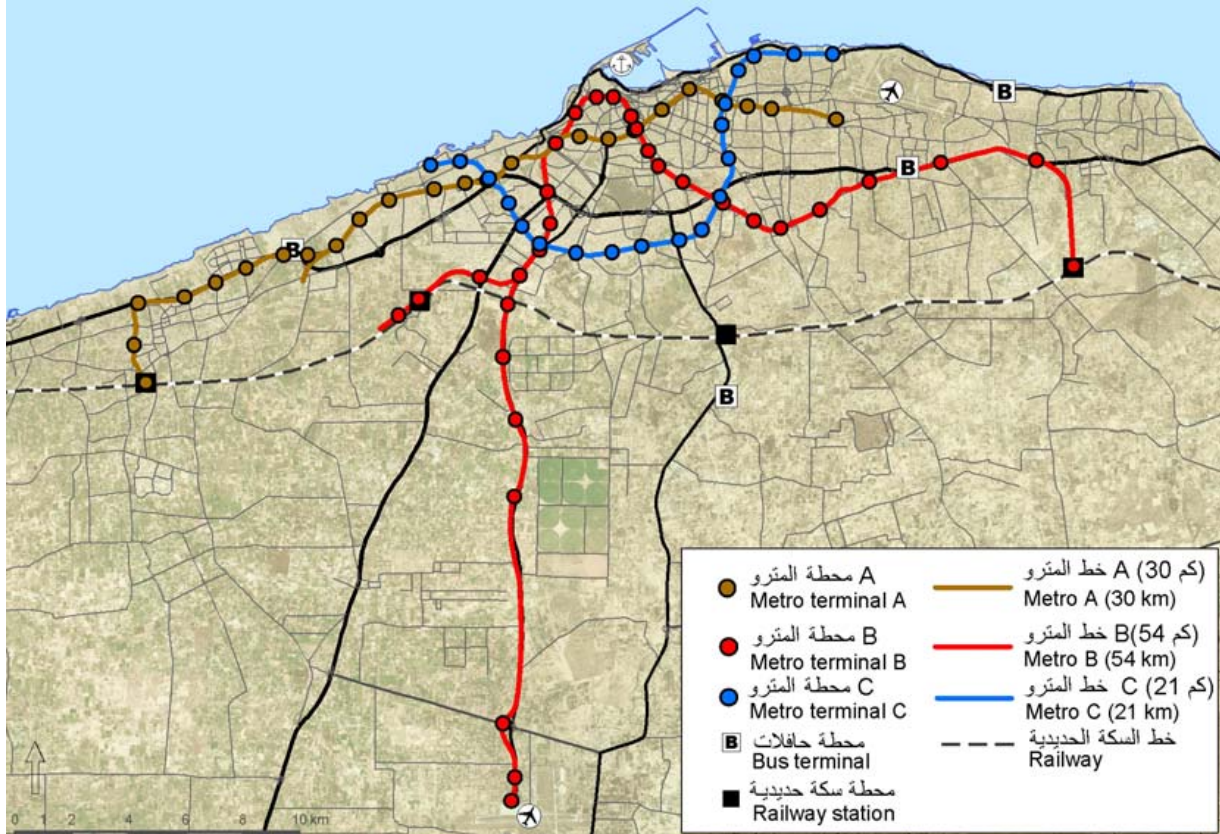 B
B
B
B
محطة المترو A
Metro terminal A
خط المترو A (30 كم)
Metro A (30 km)
محطة المترو B
Metro terminal B
خط المترو B(54 كم)
Metro B (54 km)
محطة المترو C
Metro terminal C
خط المترو C (21 كم)
Metro C (21 km)
B
محطة حافلات
Bus terminal
خط السكة الحديدية
Railway
محطة سكة حديدية
Railway station
0 2 4 6 8 10 km